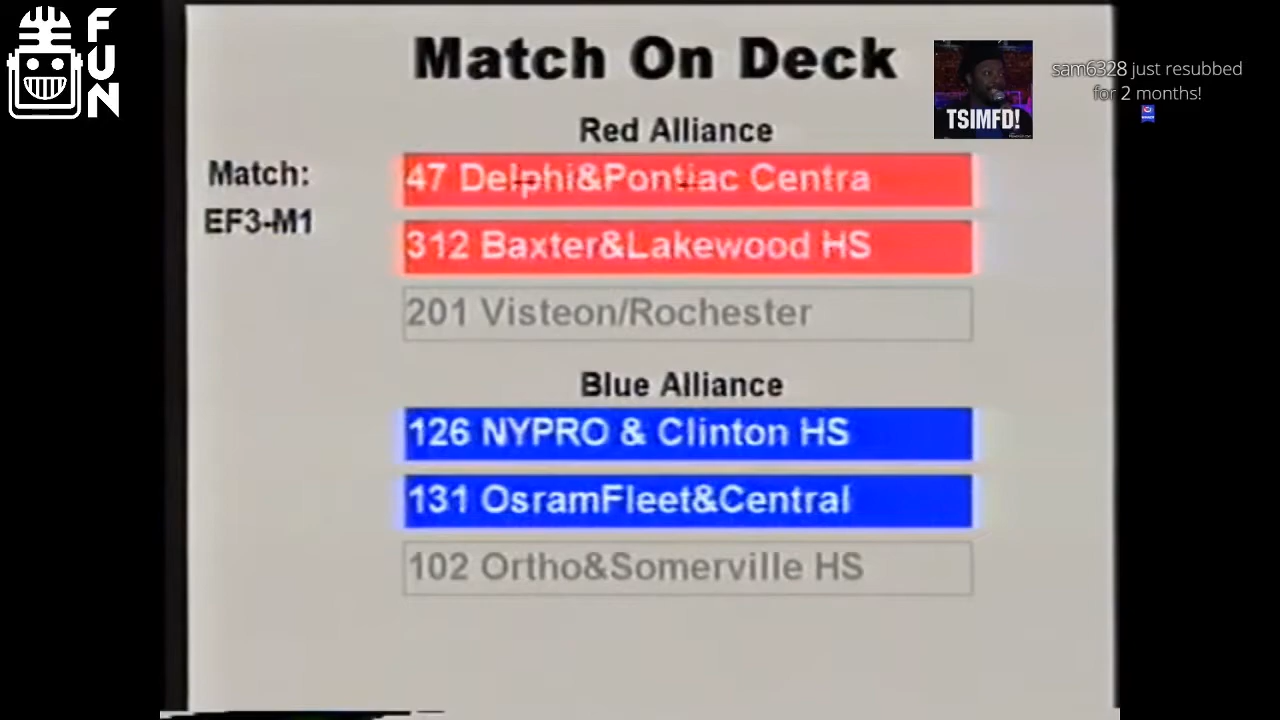 FUN
Match On Deck
TSIMFD!
sam6328 just resubbed
for 2 months!
Red Alliance
Match:
EF3-M1
47 Delphi&Pontiac Centra
312 Baxter&Lakewood HS
201 Visteon/Rochester
Blue Alliance
126 NYPRO & Clinton HS
131 OsramFleet&Central
102 Ortho&Somerville HS